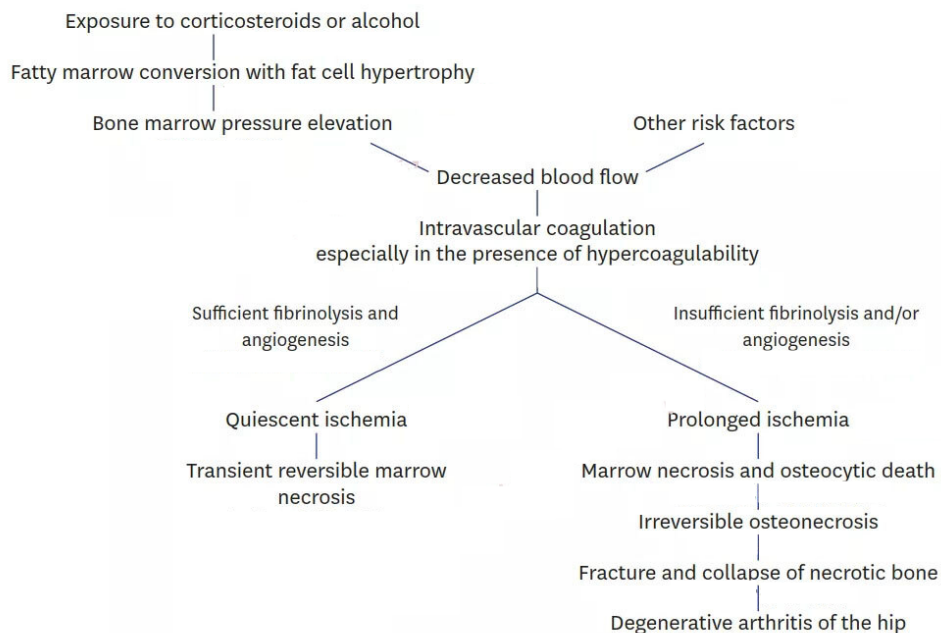 Exposure to corticosteroids or alcohol
Fatty marrow conversion with fat cell hypertrophy
Bone marrow pressure elevation
Other risk factors
Decreased blood flow
Intravascular coagulation
especially in the presence of hypercoagulability
Sufficient fibrinolysis and
angiogenesis
Insufficient fibrinolysis and/or
angiogenesis
Quiescent ischemia
Prolonged ischemia
Transient reversible marrow
necrosis
Marrow necrosis and osteocytic death
Irreversible osteonecrosis
Fracture and collapse of necrotic bone
Degenerative arthritis of the hip